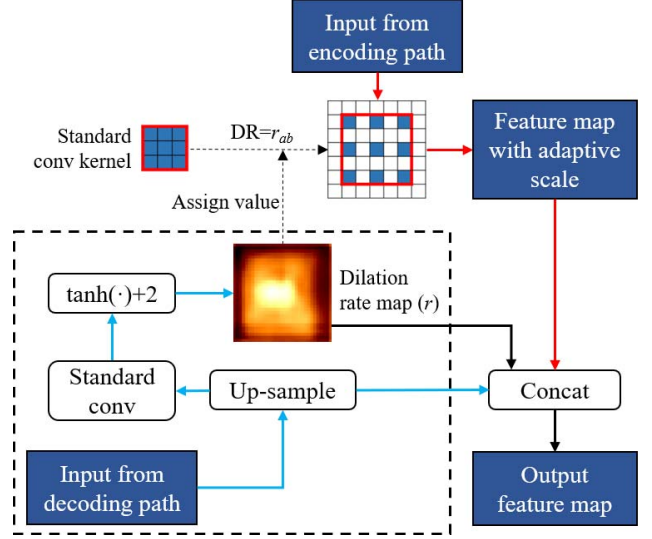 Input from
encoding path
Standard
conv kernel
DR=r_ab
Feature map
with adaptive
scale
Assign value
tanh(·)+2
Dilation
rate map (r)
Standard
conv
Up-sample
Concat
Input from
decoding path
Output
feature map